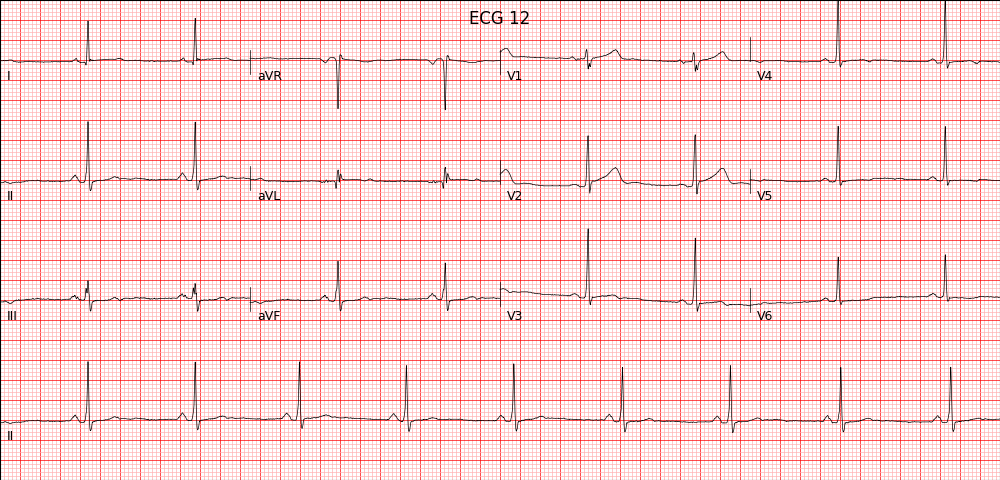 ECG 12
I aVR V1 V4
II aVL V2 V5
III aVF V3 V6
II